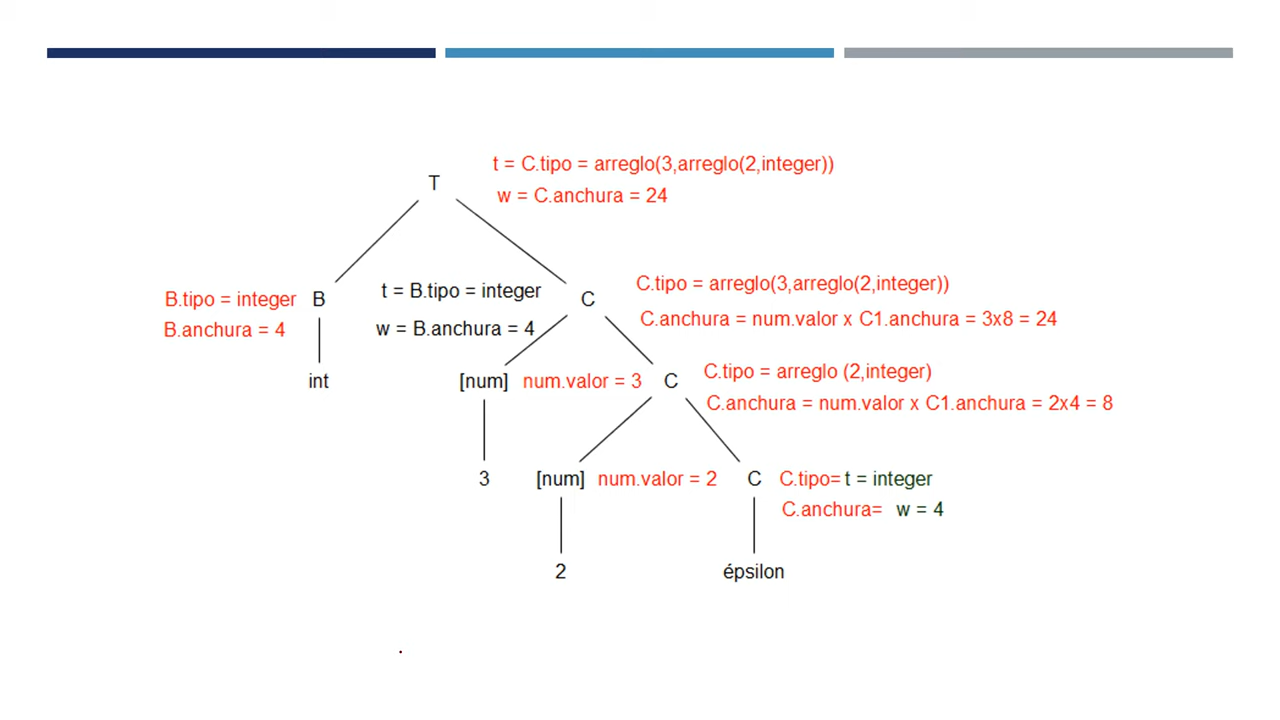 t = C.tipo = arreglo(3,arreglo(2,integer))
T
w = C.anchura = 24
C.tipo = arreglo(3,arreglo(2,integer))
B.tipo = integer B t = B.tipo = integer C
C.anchura = num.valor x C1.anchura = 3x8 = 24
B.anchura = 4 w = B.anchura = 4
C.tipo = arreglo (2,integer)
int [num] num.valor = 3 C
C.anchura = num.valor x C1.anchura = 2x4 = 8
3 [num] num.valor = 2 C C.tipo= t = integer
C.anchura= w = 4
2 épsilon
.